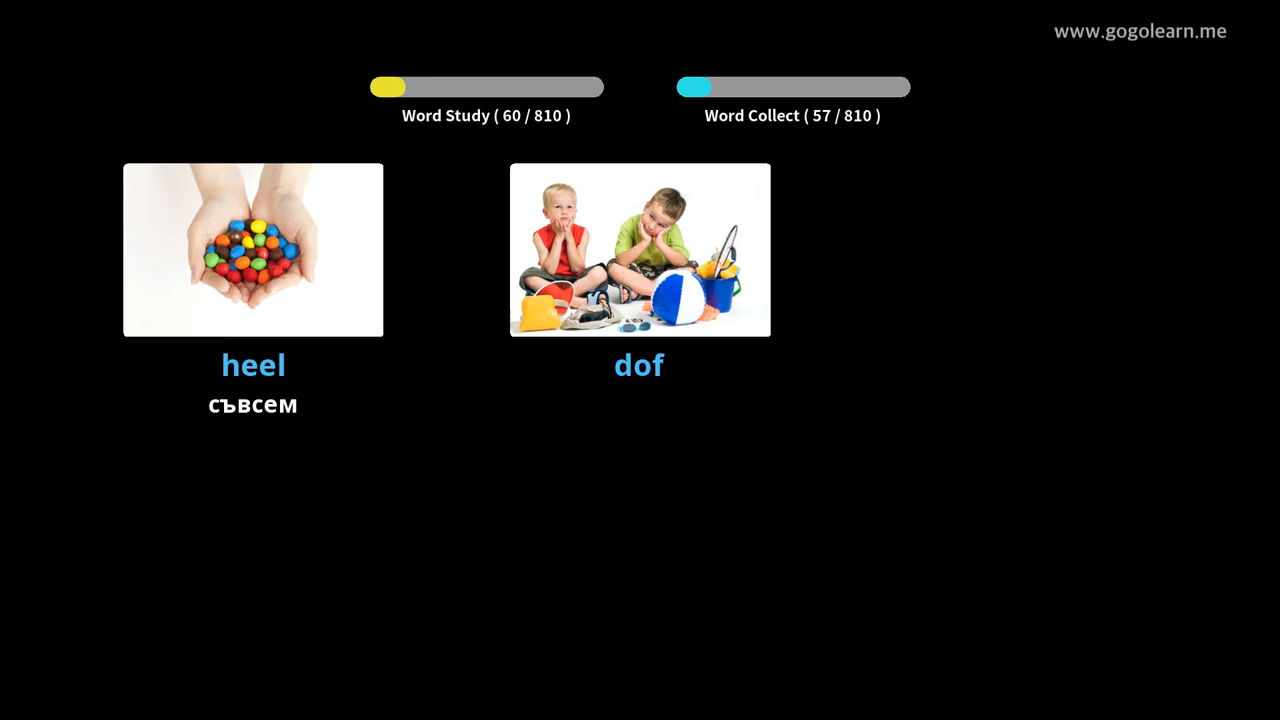 www.gogolearn.me
Word Study ( 60 / 810 )
Word Collect ( 57 / 810 )
heel
dof
съвсем